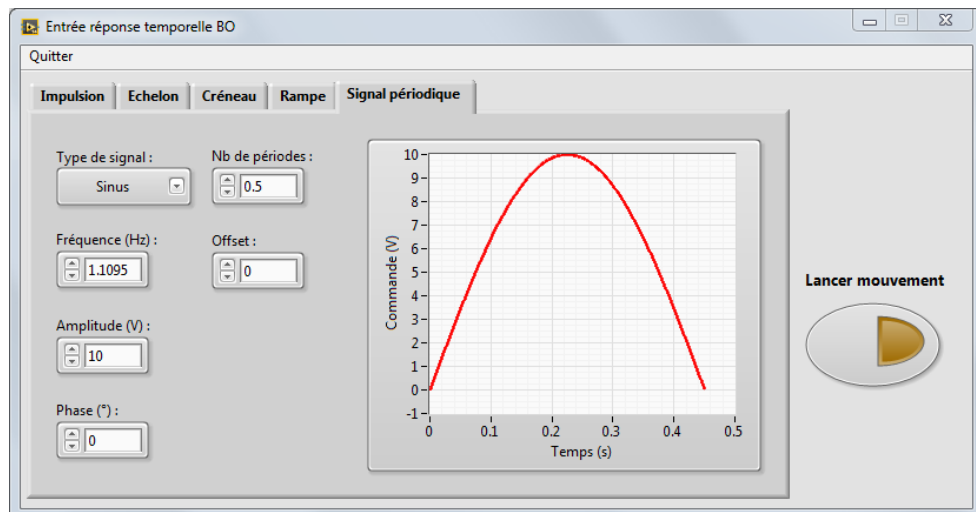 Entrée réponse temporelle BO
Quitter
Impulsion Echelon Créneau Rampe Signal périodique
Type de signal :
Sinus
Nb de périodes :
0.5
Fréquence (Hz) :
1.1095
Offset :
0
Amplitude (V) :
10
Phase (°) :
0
Commande (V)
10
9
8
7
6
5
4
3
2
1
0
-1
0 0.1 0.2 0.3 0.4 0.5
Temps (s)
Lancer mouvement